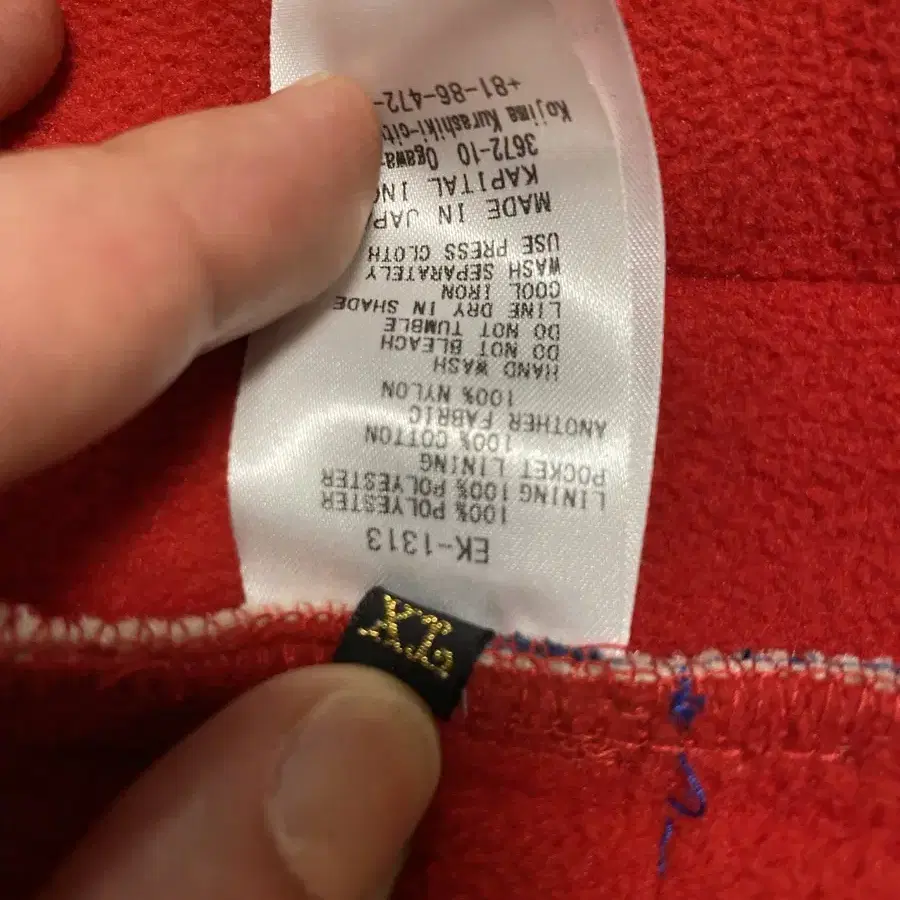 EK-1313
100% POLYESTER
LINING 100% POLYESTER
POCKET LINING
100% COTTON
ANOTHER FABRIC
100% NYLON
HAND WASH
DO NOT BLEACH
DO NOT TUMBLE
LINE DRY IN SHADE
COOL IRON
WASH SEPARATELY
USE PRESS CLOTH
MADE IN JAP
KAPITAL INC
3672-10 Ogawa-
Kojima Kurashiki-city
+81-86-472-
XL